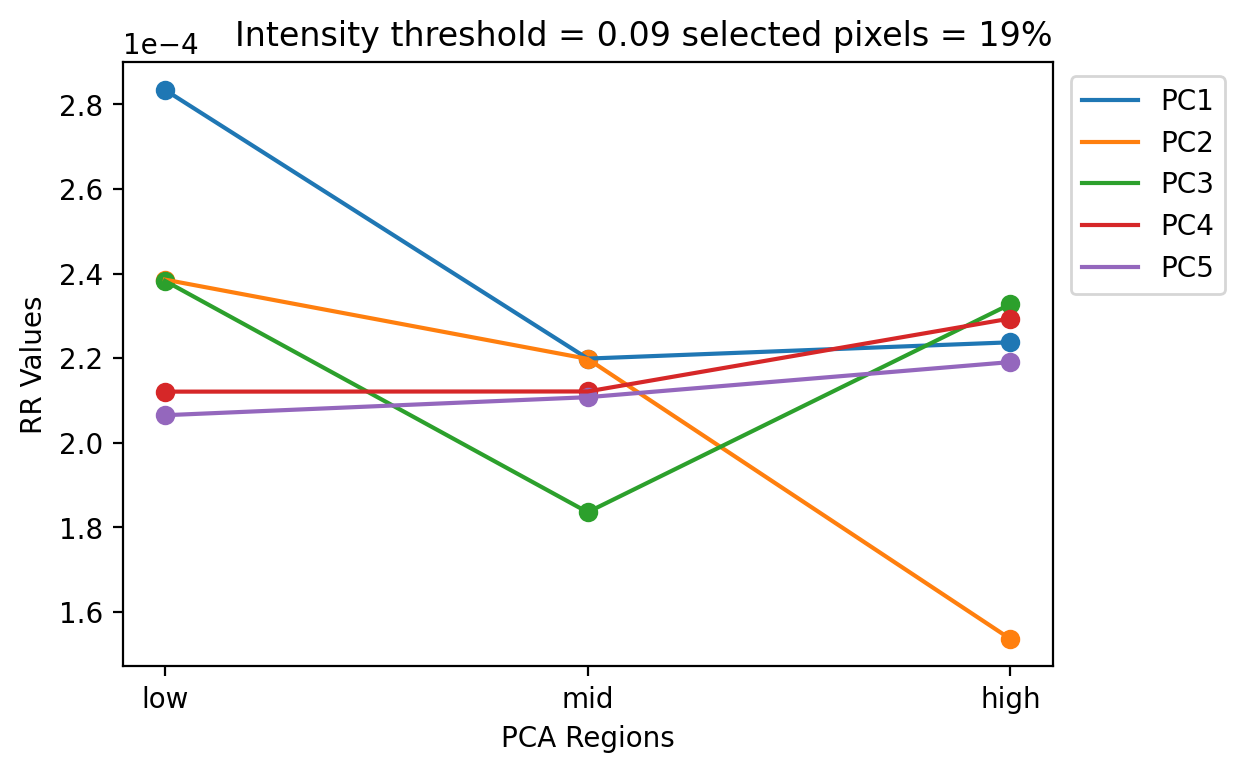 Intensity threshold = 0.09 selected pixels = 19%
1e−4
2.8
2.6
2.4
2.2
2.0
1.8
1.6
RR Values
low
mid
high
PCA Regions
PC1
PC2
PC3
PC4
PC5